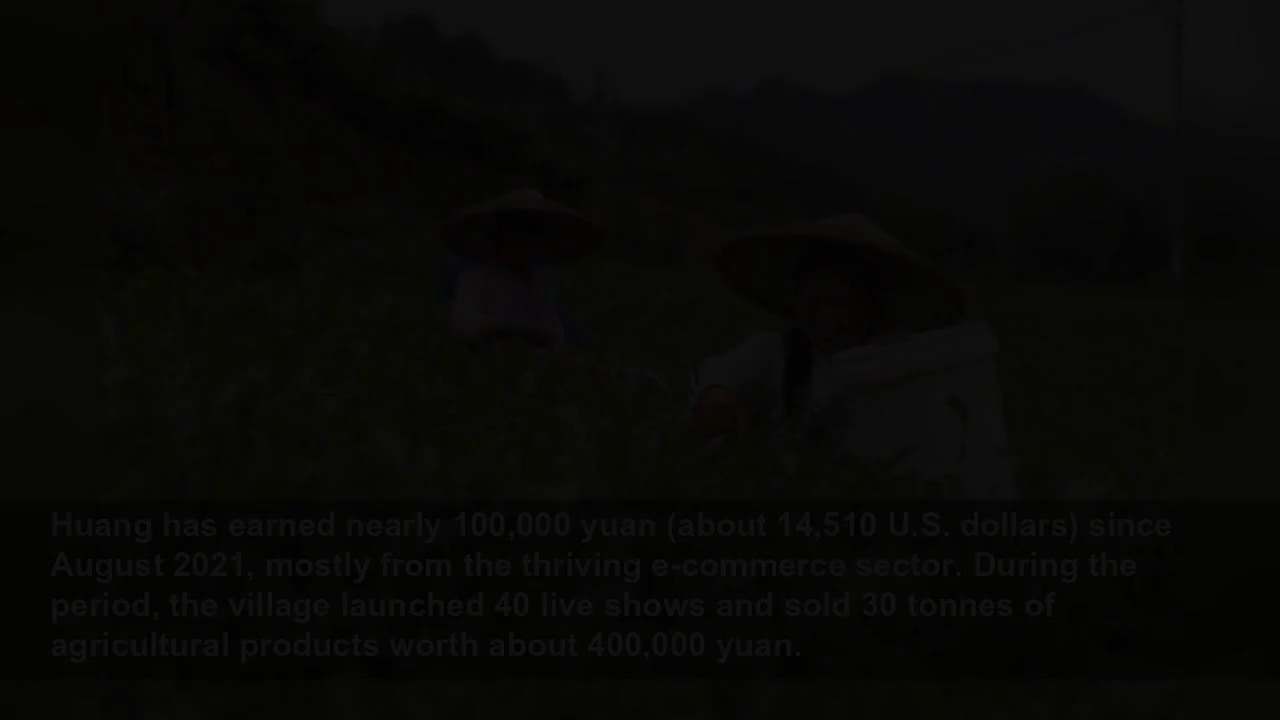 Huang has earned nearly 100,000 yuan (about 14,510 U.S. dollars) since
August 2021, mostly from the thriving e-commerce sector. During the
period, the village launched 40 live shows and sold 30 tonnes of
agricultural products worth about 400,000 yuan.